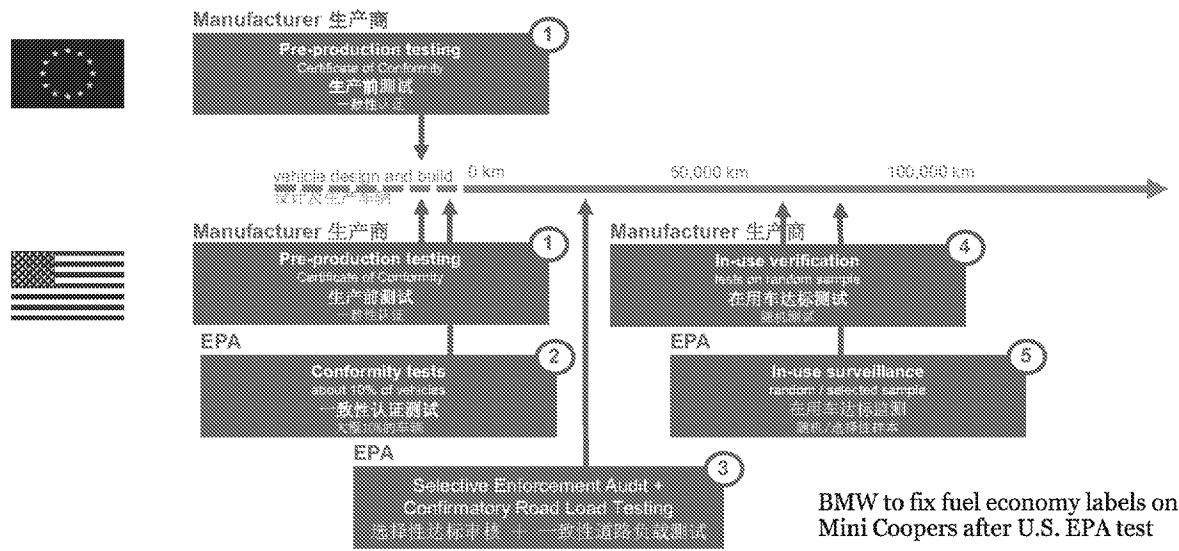 Manufacturer 生产商
1
Pre-production testing
Certificate of Conformity
生产前测试
一致性认证
vehicle design and build
设计及生产车辆
0 km
50,000 km
100,000 km
Manufacturer 生产商
1
Pre-production testing
Certificate of Conformity
生产前测试
一致性认证
Manufacturer 生产商
4
In-use verification
tests on random sample
在用车达标测试
随机测试
EPA
2
Conformity tests
about 15% of vehicles
一致性认证测试
EPA
5
In-use surveillance
random / selected sample
在用车达标监测
随机/选择性样本
EPA
3
Selective Enforcement Audit +
Confirmatory Road Load Testing
选择性达标审核 + 一致性道路负载测试
BMW to fix fuel economy labels on
Mini Coopers after U.S. EPA test